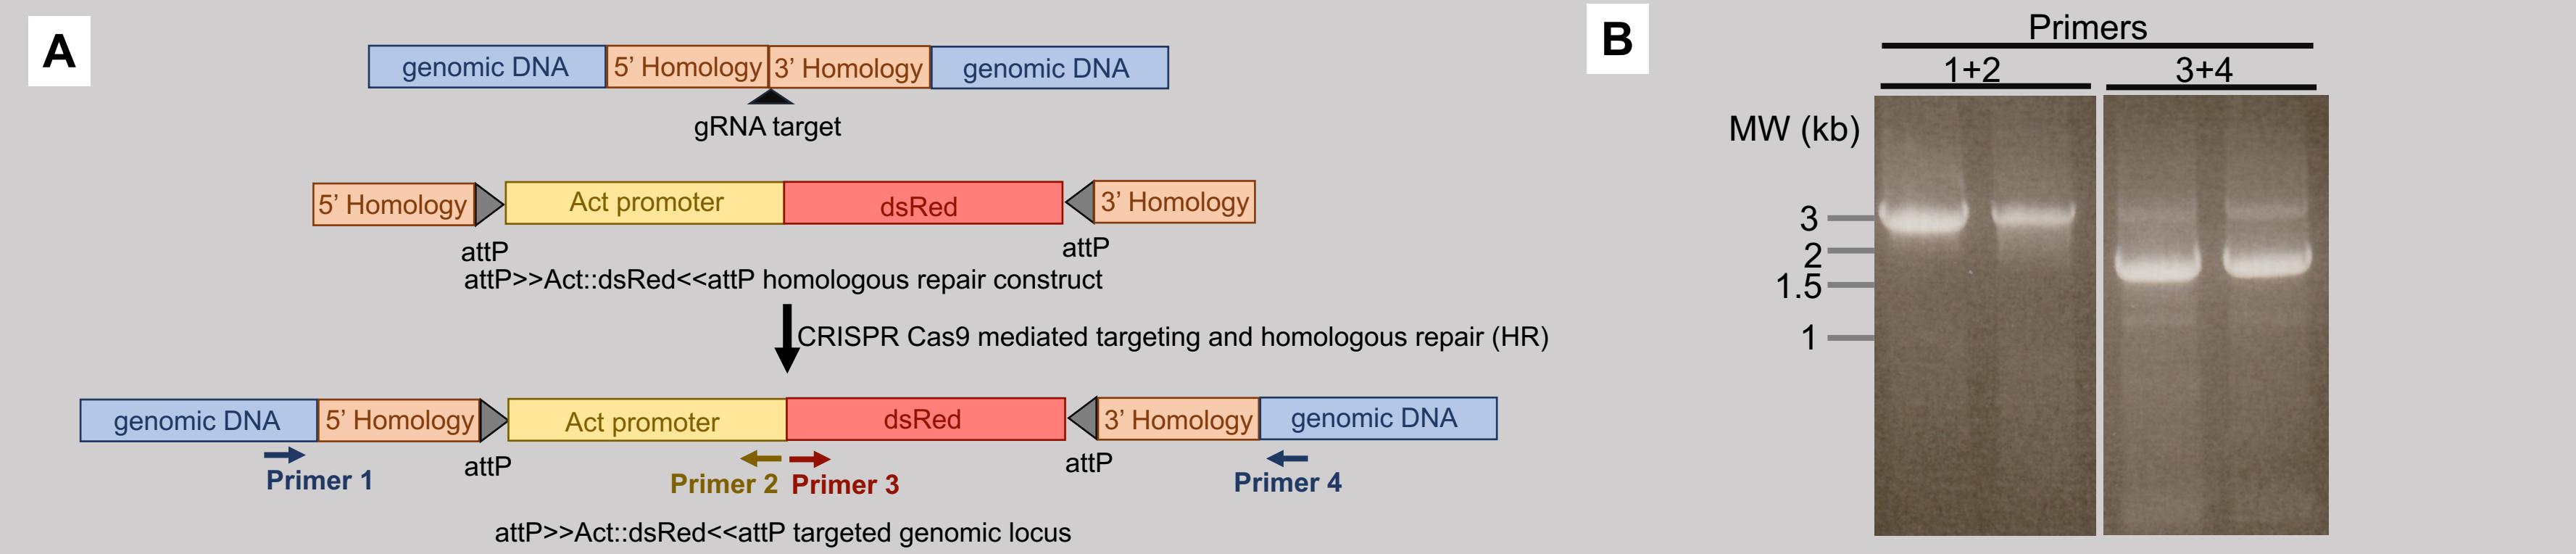 A
genomic DNA 5’ Homology 3’ Homology genomic DNA
gRNA target
5’ Homology Act promoter dsRed 3’ Homology
attP attP
attP>>Act::dsRed<<attP homologous repair construct
CRISPR Cas9 mediated targeting and homologous repair (HR)
genomic DNA 5’ Homology Act promoter dsRed 3’ Homology genomic DNA
attP attP
Primer 1 Primer 2 Primer 3 Primer 4
attP>>Act::dsRed<<attP targeted genomic locus
B
Primers
1+2 3+4
MW (kb)
3
2
1.5
1